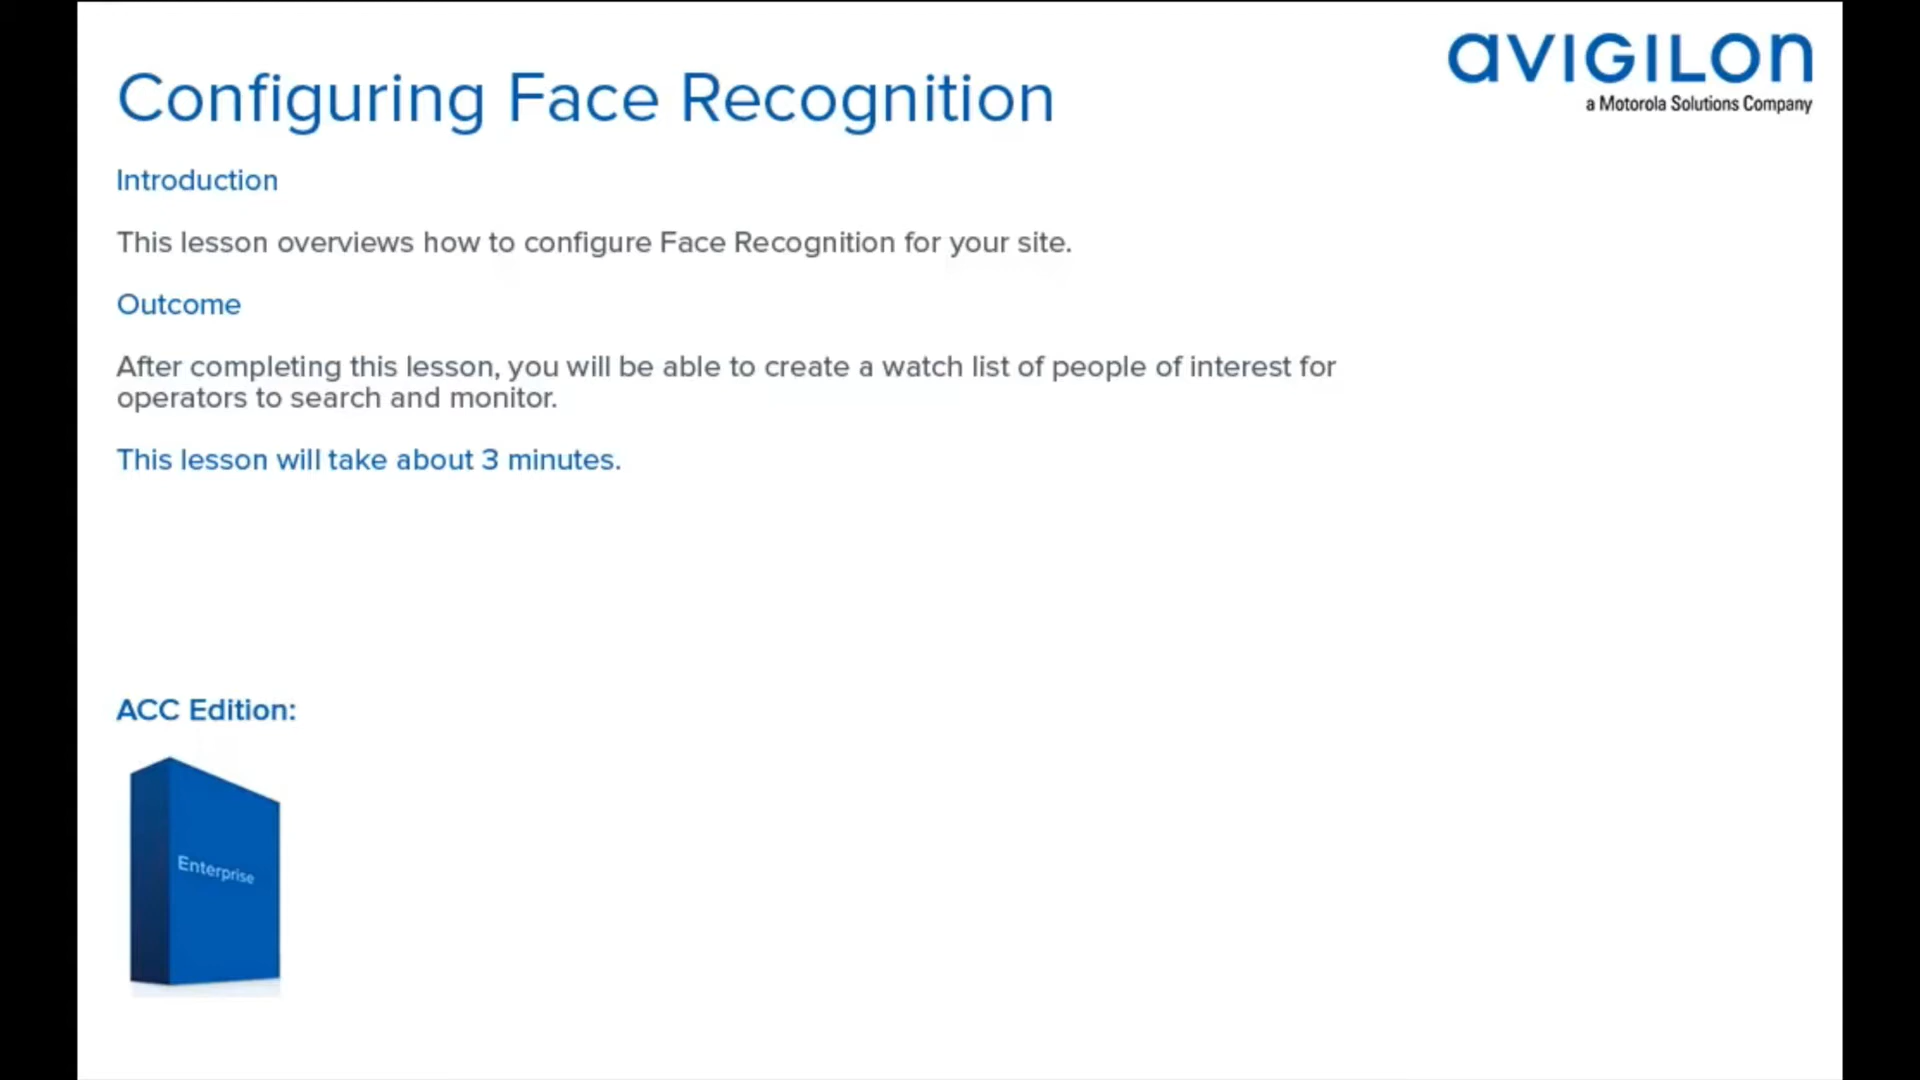 avigilon
a Motorola Solutions Company
Configuring Face Recognition
Introduction
This lesson overviews how to configure Face Recognition for your site.
Outcome
After completing this lesson, you will be able to create a watch list of people of interest for
operators to search and monitor.
This lesson will take about 3 minutes.
ACC Edition:
Enterprise